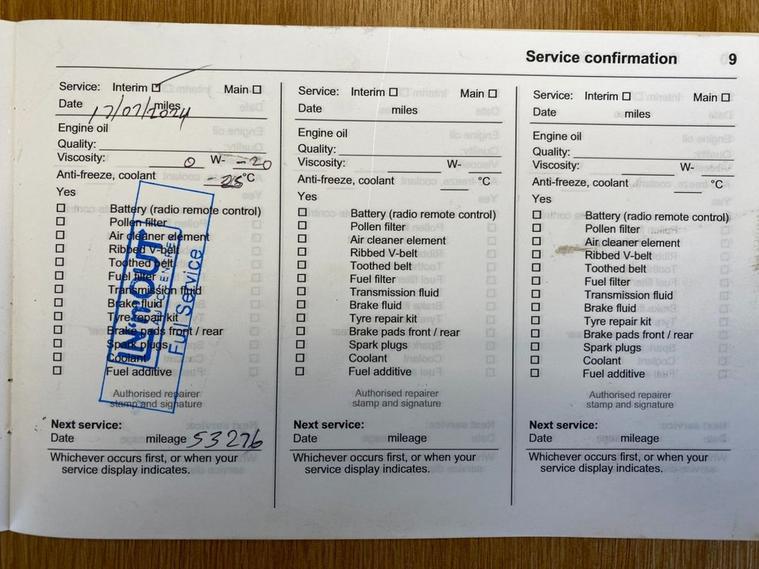 Service confirmation 9
Service: Interim ☐ Main ☐
Date 17/07/2024 miles
Engine oil
Quality:
Viscosity: 0 W- -20
Anti-freeze, coolant -25°C
Yes
☐ Battery (radio remote control)
☐ Pollen filter
☐ Air cleaner element
☐ Ribbed V-belt
☐ Toothed belt
☐ Fuel filter
☐ Transmission fluid
☐ Brake fluid
☐ Tyre repair kit
☐ Brake pads front / rear
☐ Spark plugs
☐ Coolant
☐ Fuel additive
IN'n'OUT
Full Service
Authorised repairer
stamp and signature
Next service:
Date mileage 53276
Whichever occurs first, or when your
service display indicates.
Service: Interim ☐ Main ☐
Date miles
Engine oil
Quality:
Viscosity: W-
Anti-freeze, coolant °C
Yes
☐ Battery (radio remote control)
☐ Pollen filter
☐ Air cleaner element
☐ Ribbed V-belt
☐ Toothed belt
☐ Fuel filter
☐ Transmission fluid
☐ Brake fluid
☐ Tyre repair kit
☐ Brake pads front / rear
☐ Spark plugs
☐ Coolant
☐ Fuel additive
Authorised repairer
stamp and signature
Next service:
Date mileage
Whichever occurs first, or when your
service display indicates.
Service: Interim ☐ Main ☐
Date miles
Engine oil
Quality:
Viscosity: W-
Anti-freeze, coolant °C
Yes
☐ Battery (radio remote control)
☐ Pollen filter
☐ Air cleaner element
☐ Ribbed V-belt
☐ Toothed belt
☐ Fuel filter
☐ Transmission fluid
☐ Brake fluid
☐ Tyre repair kit
☐ Brake pads front / rear
☐ Spark plugs
☐ Coolant
☐ Fuel additive
Authorised repairer
stamp and signature
Next service:
Date mileage
Whichever occurs first, or when your
service display indicates.